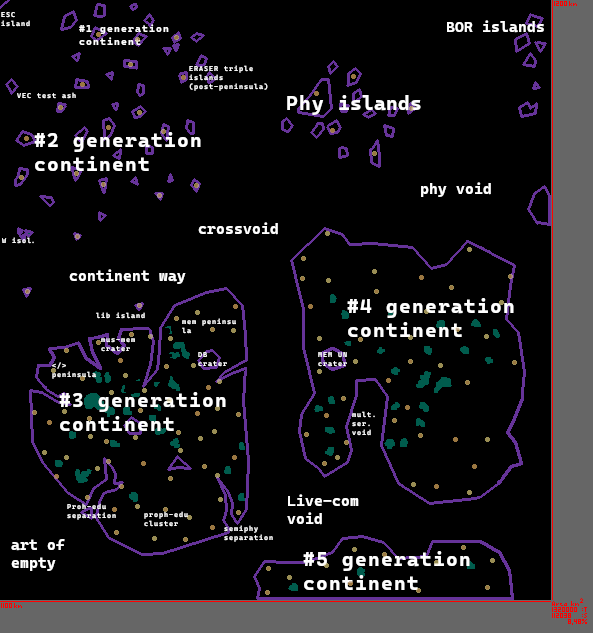 ESC
island
#1 generation
continent
BOR islands
ERASER triple
islands
(post-peninsula)
VEC test ash
Phy islands
#2 generation
continent
phy void
crossvoid
W isol.
continent way
lib island
mem peninsu
la
#4 generation
continent
mus-mem
crater
DB
crater
MEM UN
crater
</>
peninsula
#3 generation
continent
mult.
ser.
void
Live-com
void
Proh-edu
separation
proph-edu
cluster
semiphy
separation
art of
empty
#5 generation
continent